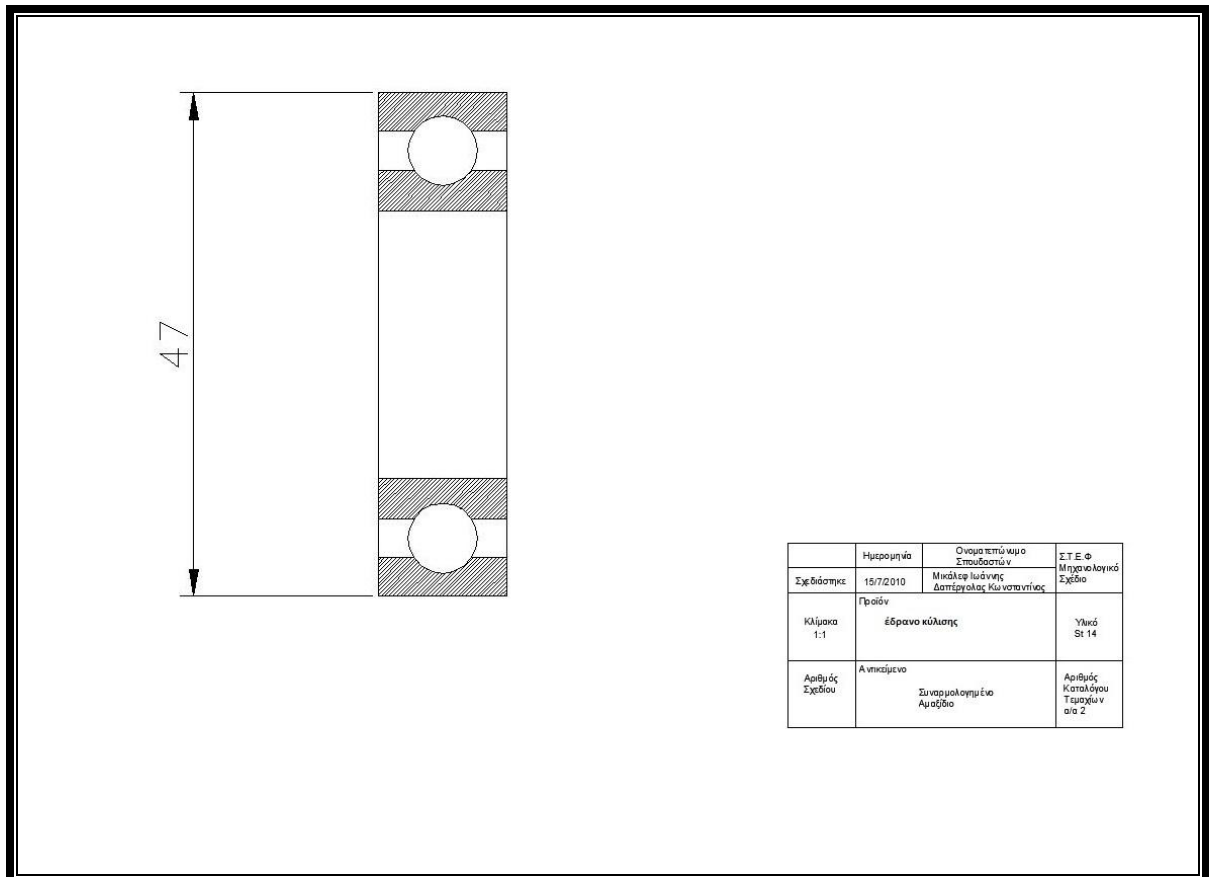 47
Ημερομηνία
Ονοματεπώνυμο
Σπουδαστών
Σ.Τ.Ε.Φ
Μηχανολογικό
Σχέδιο
Σχεδιάστηκε
15/7/2010
Μικάλεφ Ιωάννης
Δαπέργολας Κωνσταντίνος
Κλίμακα
1:1
Προϊόν
έδρανο κύλισης
Υλικό
St 14
Αριθμός
Σχεδίου
Αντικείμενο
Συναρμολογημένο
Αμαξίδιο
Αριθμός
Καταλόγου
Τεμαχίων
α/α 2